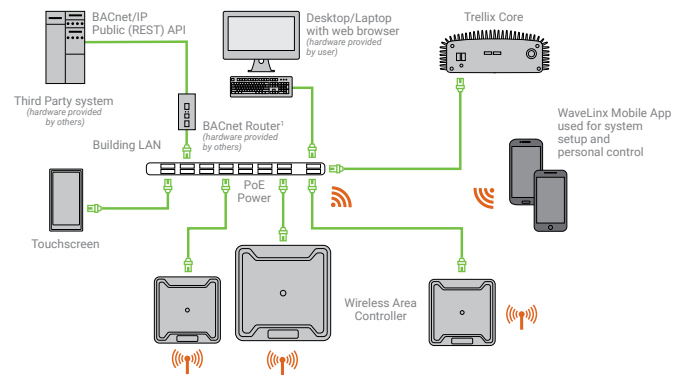 BACnet/IP
Public (REST) API
Desktop/Laptop
with web browser
(hardware provided
by user)
Trellix Core
Third Party system
(hardware provided
by others)
BACnet Router¹
(hardware provided
by others)
Building LAN
WaveLinx Mobile App
used for system
setup and
personal control
PoE
Power
Touchscreen
Wireless Area
Controller